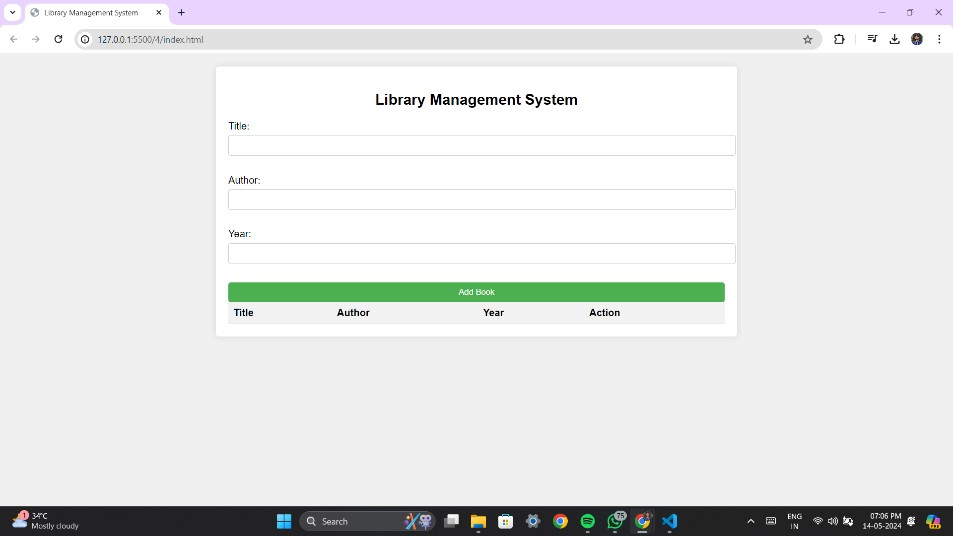 Library Management System
127.0.0.1:5500/4/index.html
Library Management System
Title:
Author:
Year:
Add Book
Title Author Year Action
1
34°C
Mostly cloudy
Search
75
1
ENG
IN
07:06 PM
14-05-2024